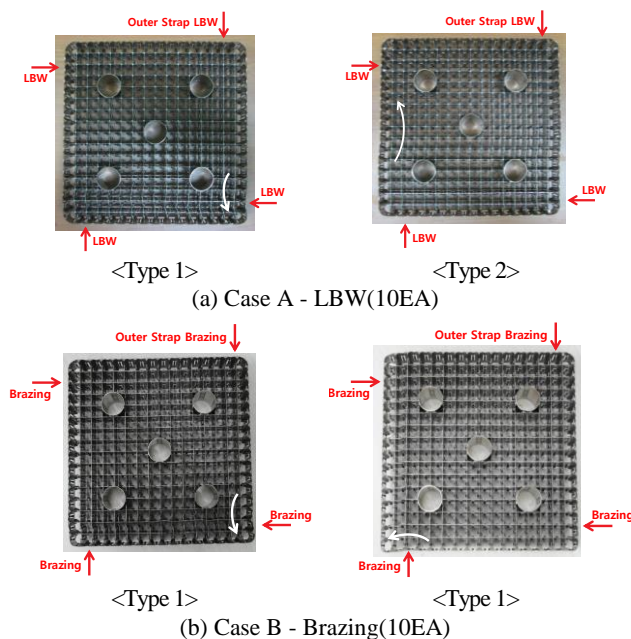 Outer Strap LBW
Outer Strap LBW
LBW
LBW
LBW
LBW
LBW
LBW
<Type 1>
<Type 2>
(a) Case A - LBW(10EA)
Outer Strap Brazing
Outer Strap Brazing
Brazing
Brazing
Brazing
Brazing
Brazing
Brazing
<Type 1>
<Type 1>
(b) Case B - Brazing(10EA)